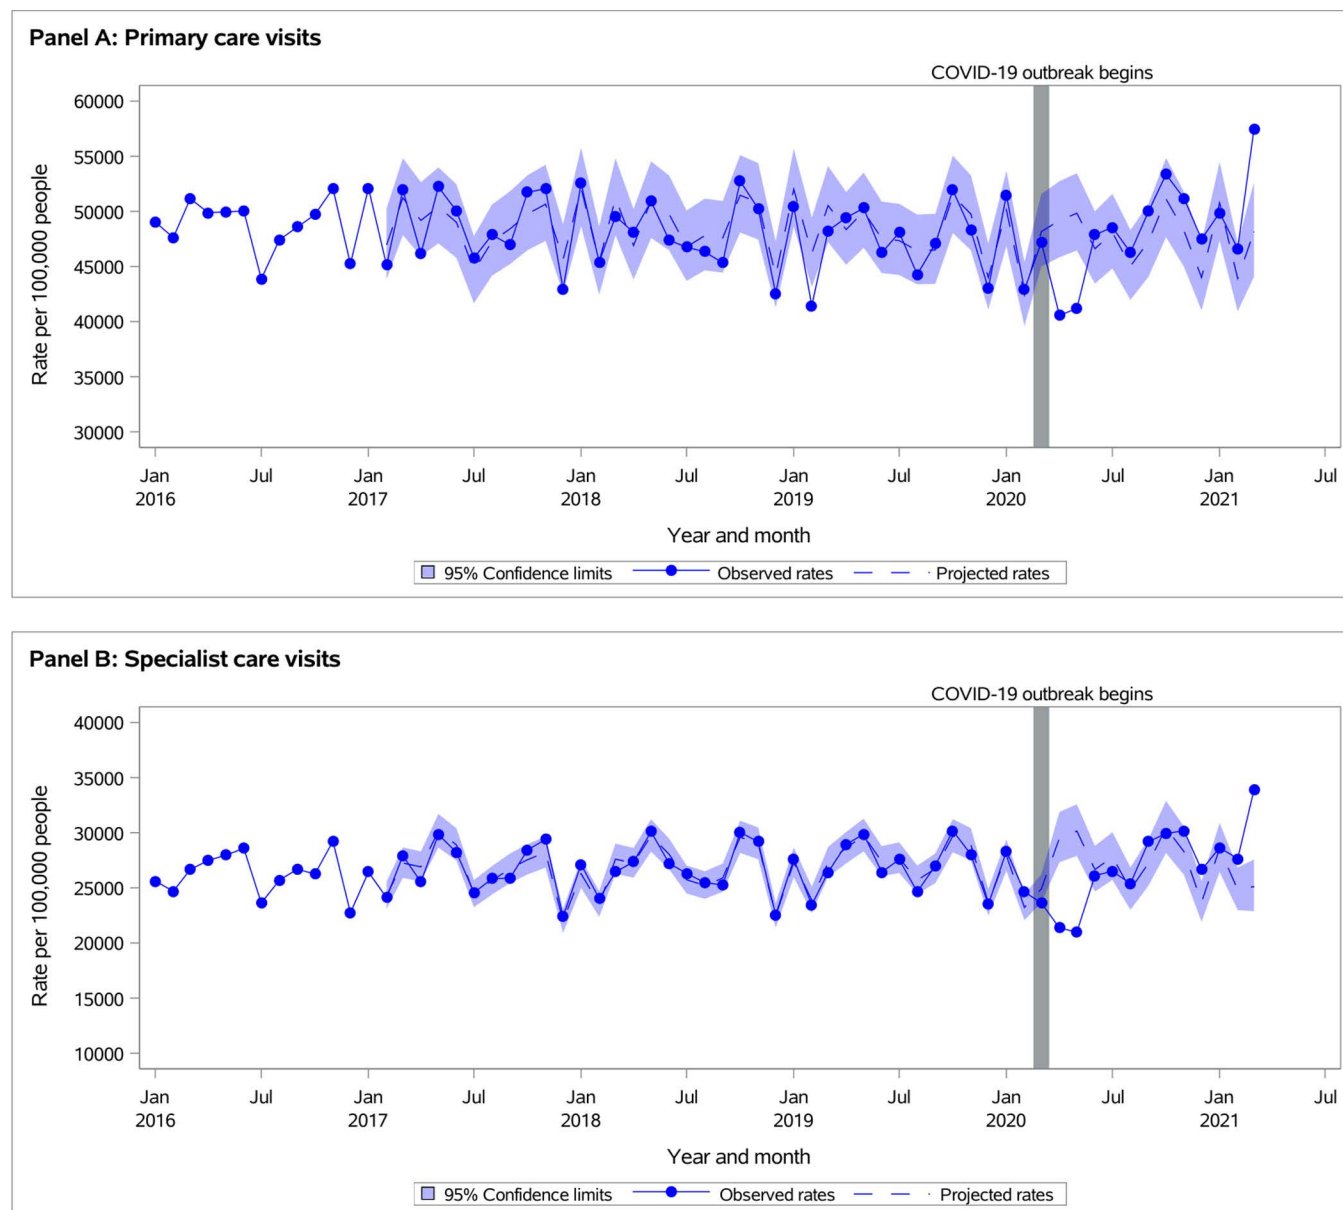 Panel A: Primary care visits
COVID-19 outbreak begins
60000
55000
50000
45000
40000
35000
30000
Rate per 100,000 people
Jan Jul Jan Jul Jan Jul Jan Jul Jan Jul Jan Jul
2016 2017 2018 2019 2020 2021
Year and month
95% Confidence limits Observed rates Projected rates
Panel B: Specialist care visits
COVID-19 outbreak begins
40000
35000
30000
25000
20000
15000
10000
Rate per 100,000 people
Jan Jul Jan Jul Jan Jul Jan Jul Jan Jul Jan Jul
2016 2017 2018 2019 2020 2021
Year and month
95% Confidence limits Observed rates Projected rates